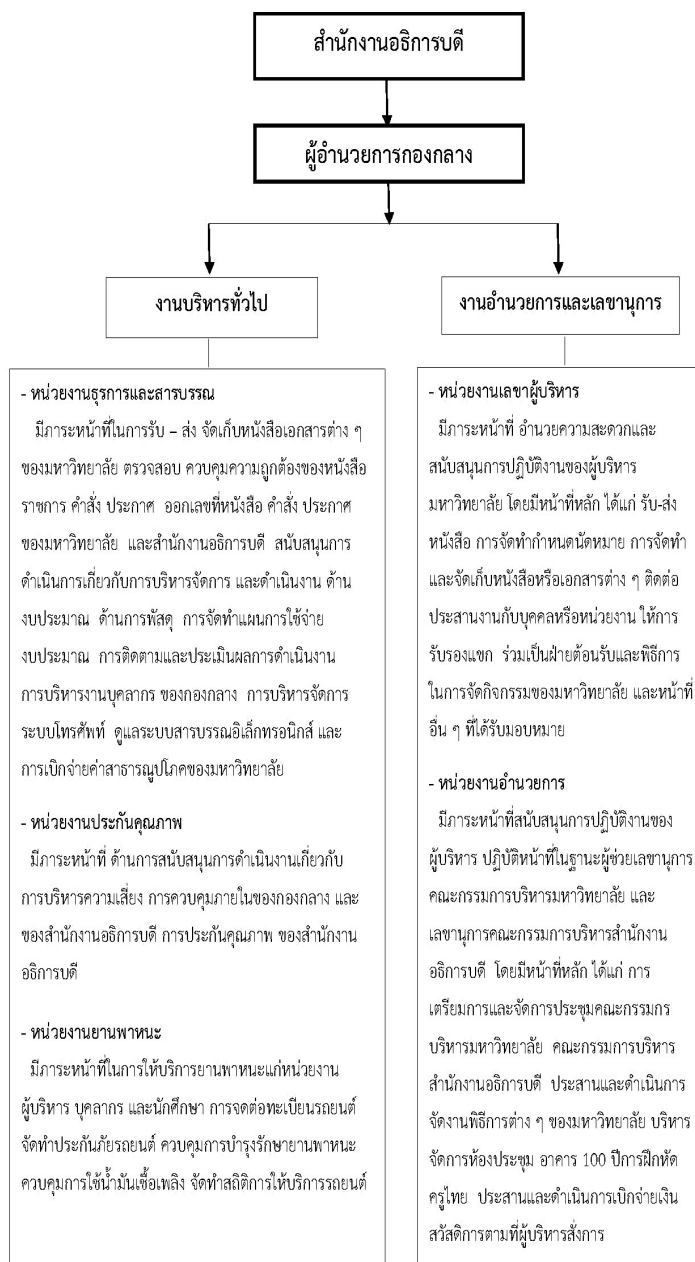 สำนักงานอธิการบดี
ผู้อำนวยการกองกลาง
งานบริหารทั่วไป
- หน่วยงานธุรการและสารบรรณ
มีภาระหน้าที่ในการรับ – ส่ง จัดเก็บหนังสือเอกสารต่าง ๆ
ของมหาวิทยาลัย ตรวจสอบ ควบคุมความถูกต้องของหนังสือ
ราชการ คำสั่ง ประกาศ ออกเลขที่หนังสือ คำสั่ง ประกาศ
ของมหาวิทยาลัย และสำนักงานอธิการบดี สนับสนุนการ
ดำเนินการเกี่ยวกับการบริหารจัดการ และดำเนินงาน ด้าน
งบประมาณ ด้านการพัสดุ การจัดทำแผนการใช้จ่าย
งบประมาณ การติดตามและประเมินผลการดำเนินงาน
การบริหารงานบุคลากร ของกองกลาง การบริหารจัดการ
ระบบโทรศัพท์ ดูแลระบบสารบรรณอิเล็กทรอนิกส์ และ
การเบิกจ่ายค่าสาธารณูปโภคของมหาวิทยาลัย
- หน่วยงานประกันคุณภาพ
มีภาระหน้าที่ ด้านการสนับสนุนการดำเนินงานเกี่ยวกับ
การบริหารความเสี่ยง การควบคุมภายในของกองกลาง และ
ของสำนักงานอธิการบดี การประกันคุณภาพ ของสำนักงาน
อธิการบดี
- หน่วยงานยานพาหนะ
มีภาระหน้าที่ในการให้บริการยานพาหนะแก่หน่วยงาน
ผู้บริหาร บุคลากร และนักศึกษา การจดต่อทะเบียนรถยนต์
จัดทำประกันภัยรถยนต์ ควบคุมการบำรุงรักษายานพาหนะ
ควบคุมการใช้น้ำมันเชื้อเพลิง จัดทำสถิติการให้บริการรถยนต์
งานอำนวยการและเลขานุการ
- หน่วยงานเลขาผู้บริหาร
มีภาระหน้าที่ อำนวยความสะดวกและ
สนับสนุนการปฏิบัติงานของผู้บริหาร
มหาวิทยาลัย โดยมีหน้าที่หลัก ได้แก่ รับ-ส่ง
หนังสือ การจัดทำกำหนดนัดหมาย การจัดทำ
และจัดเก็บหนังสือหรือเอกสารต่าง ๆ ติดต่อ
ประสานงานกับบุคคลหรือหน่วยงาน ให้การ
รับรองแขก ร่วมเป็นฝ่ายต้อนรับและพิธีการ
ในการจัดกิจกรรมของมหาวิทยาลัย และหน้าที่
อื่น ๆ ที่ได้รับมอบหมาย
- หน่วยงานอำนวยการ
มีภาระหน้าที่สนับสนุนการปฏิบัติงานของ
ผู้บริหาร ปฏิบัติหน้าที่ในฐานะผู้ช่วยเลขานุการ
คณะกรรมการบริหารมหาวิทยาลัย และ
เลขานุการคณะกรรมการบริหารสำนักงาน
อธิการบดี โดยมีหน้าที่หลัก ได้แก่ การ
เตรียมการและจัดการประชุมคณะกรรมกร
บริหารมหาวิทยาลัย คณะกรรมการบริหาร
สำนักงานอธิการบดี ประสานและดำเนินการ
จัดงานพิธีการต่าง ๆ ของมหาวิทยาลัย บริหาร
จัดการห้องประชุม อาคาร 100 ปีการฝึกหัด
ครูไทย ประสานและดำเนินการเบิกจ่ายเงิน
สวัสดิการตามที่ผู้บริหารสั่งการ